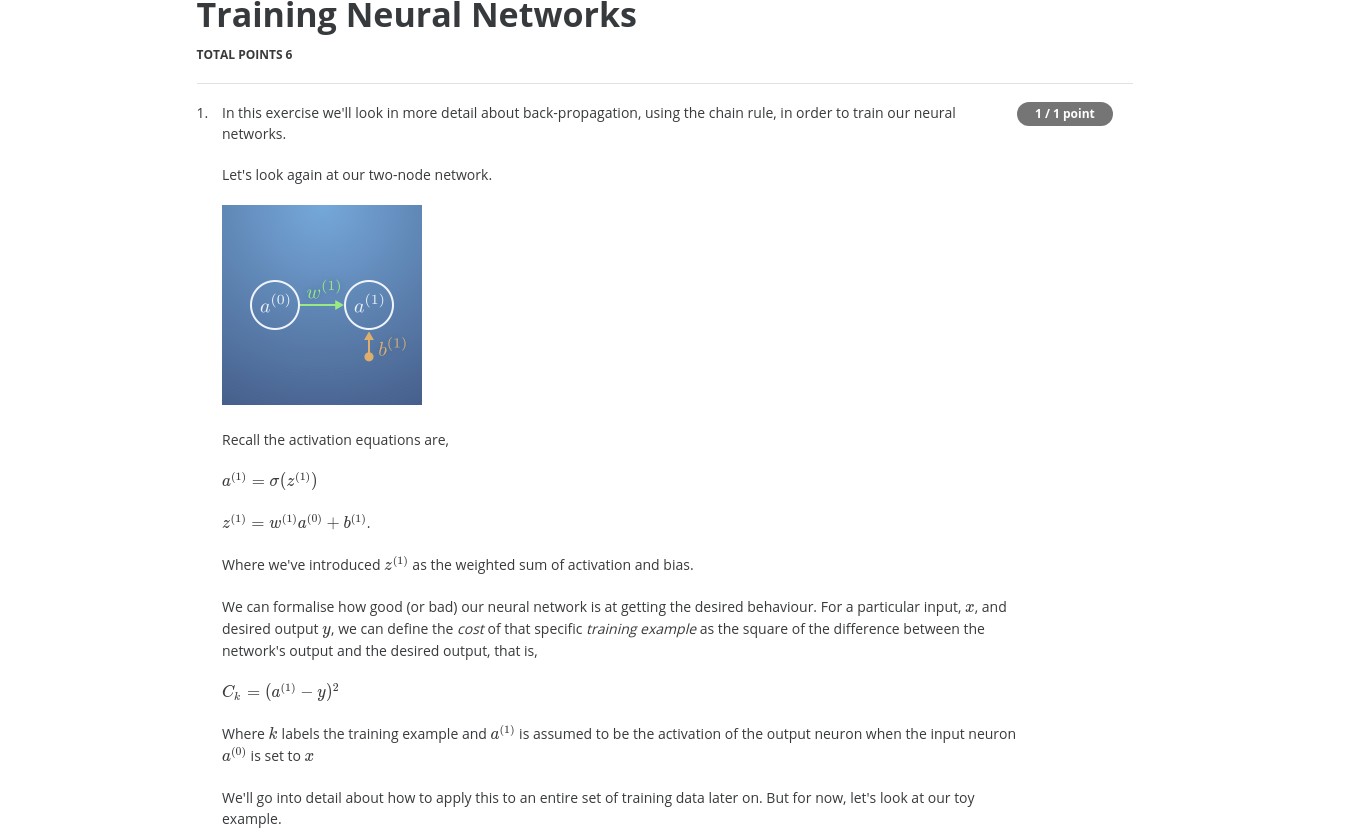 Training Neural Networks
TOTAL POINTS 6
1. In this exercise we'll look in more detail about back-propagation, using the chain rule, in order to train our neural
networks.
1 / 1 point
Let's look again at our two-node network.
a^(0) w^(1) a^(1)
b^(1)
Recall the activation equations are,
a^(1) = σ(z^(1))
z^(1) = w^(1)a^(0) + b^(1).
Where we've introduced z^(1) as the weighted sum of activation and bias.
We can formalise how good (or bad) our neural network is at getting the desired behaviour. For a particular input, x, and
desired output y, we can define the cost of that specific training example as the square of the difference between the
network's output and the desired output, that is,
C_k = (a^(1) − y)^2
Where k labels the training example and a^(1) is assumed to be the activation of the output neuron when the input neuron
a^(0) is set to x
We'll go into detail about how to apply this to an entire set of training data later on. But for now, let's look at our toy
example.